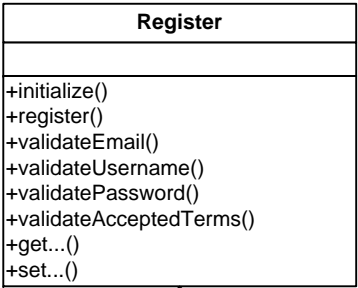 Register
+initialize()
+register()
+validateEmail()
+validateUsername()
+validatePassword()
+validateAcceptedTerms()
+get...()
+set...()